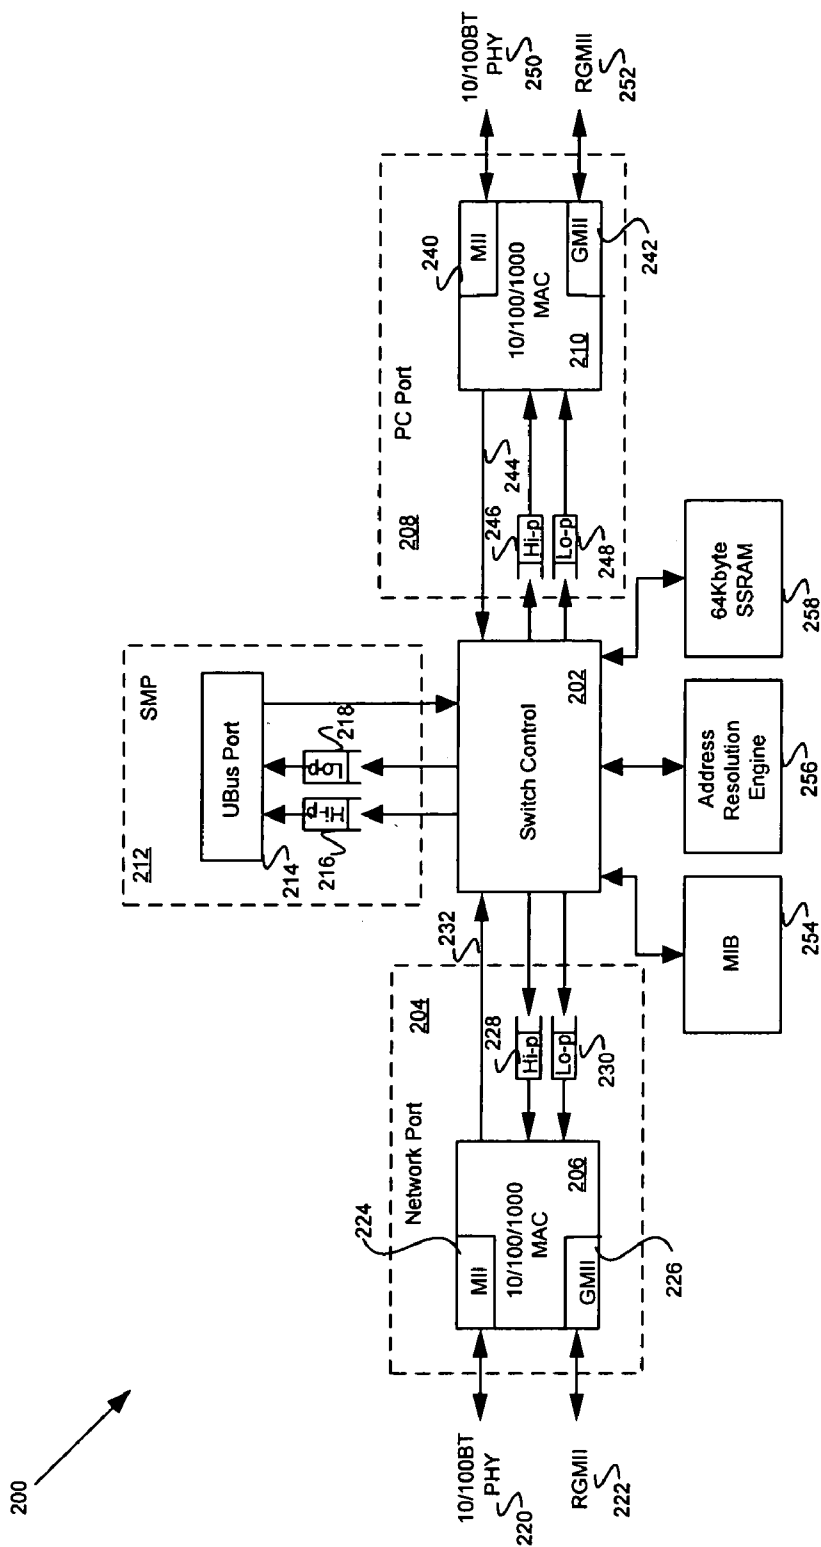 200
212
SMP
UBus Port
214
Hi-p
216
Lo-p
218
Network Port
204
224
MII
10/100/1000
MAC
206
GMII
226
10/100BT
PHY
220
RGMII
222
232
Hi-p
228
Lo-p
230
Switch Control
202
PC Port
208
244
246
Hi-p
Lo-p
248
240
MII
10/100/1000
MAC
210
GMII
242
10/100BT
PHY
250
RGMII
252
MIB
254
Address
Resolution
Engine
256
64Kbyte
SSRAM
258